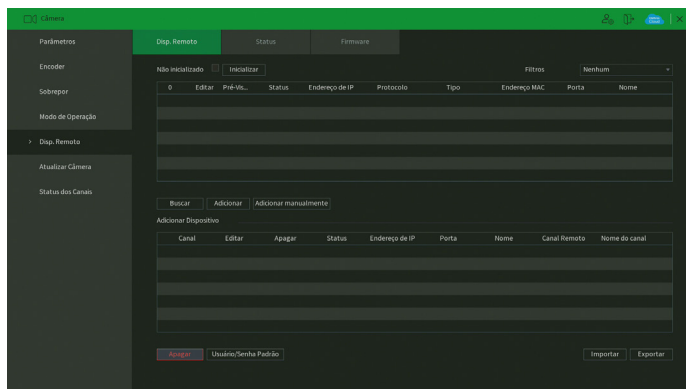 Câmera
Parâmetros
Encoder
Sobrepor
Modo de Operação
> Disp. Remoto
Atualizar Câmera
Status dos Canais
Disp. Remoto Status Firmware
Não inicializado Inicializar Filtros Nenhum
0 Editar Pré-Vis... Status Endereço de IP Protocolo Tipo Endereço MAC Porta Nome
Buscar Adicionar Adicionar manualmente
Adicionar Dispositivo
Canal Editar Apagar Status Endereço de IP Porta Nome Canal Remoto Nome do canal
Apagar Usuário/Senha Padrão Importar Exportar